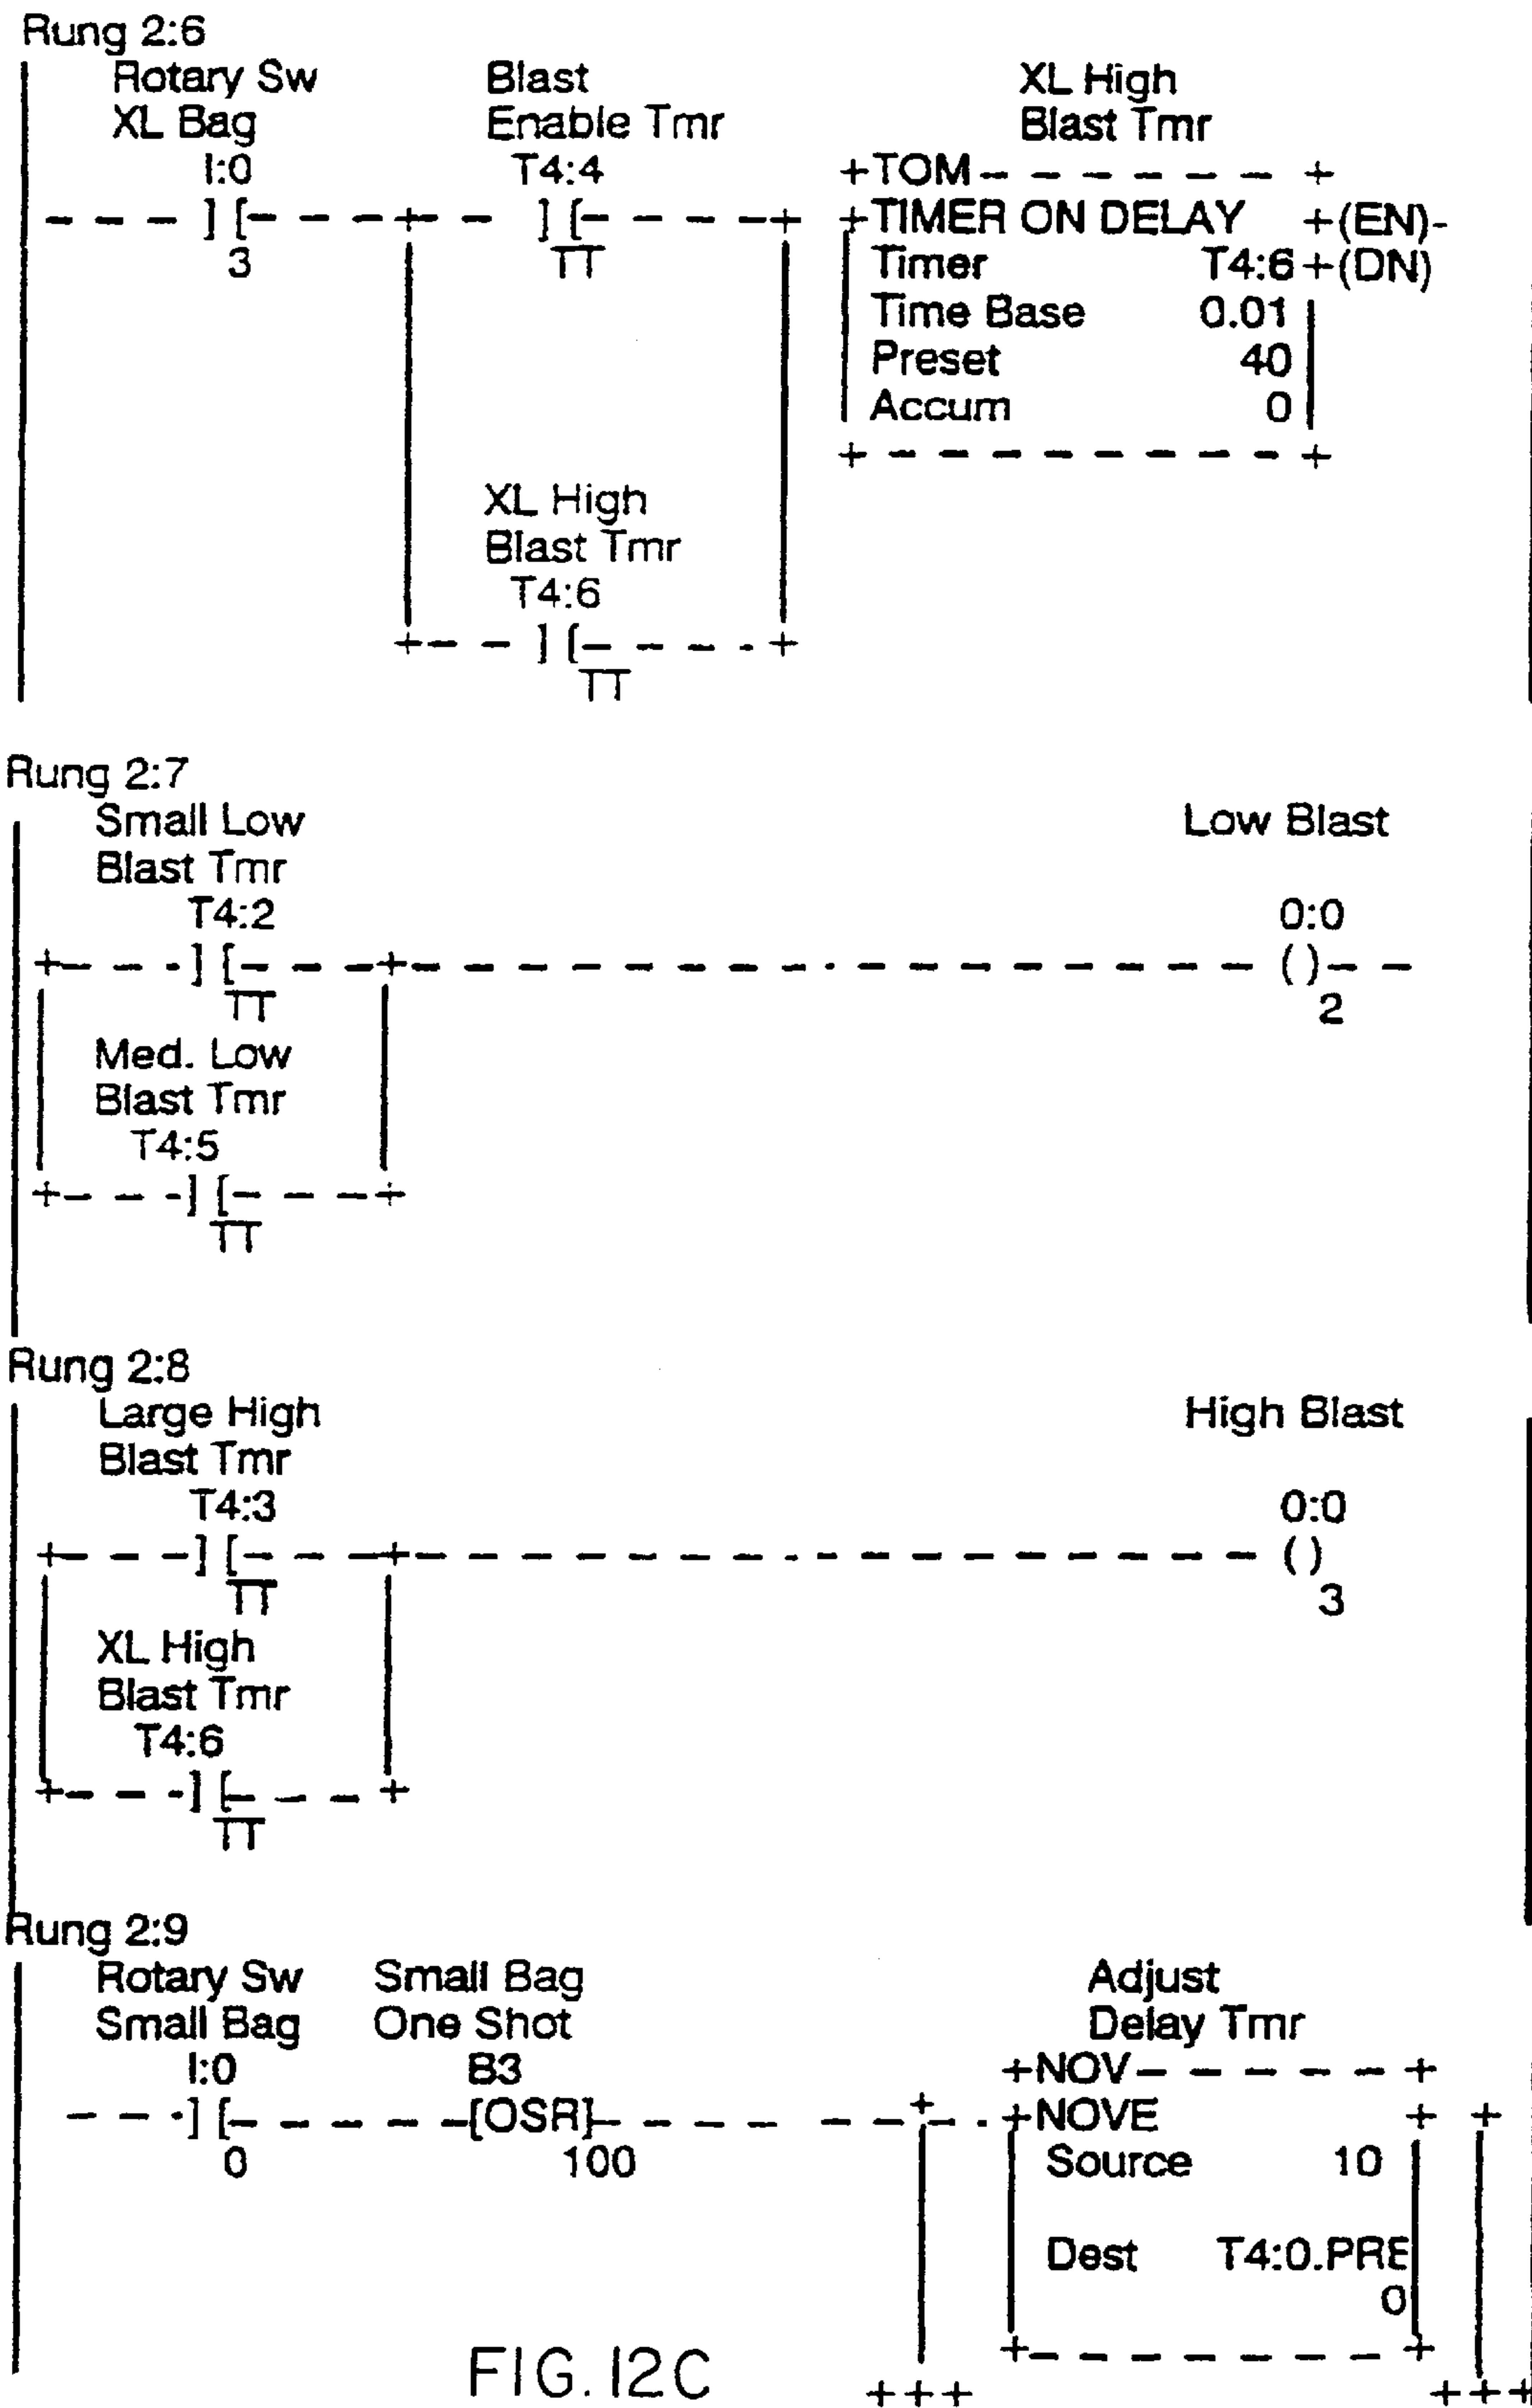 Rung 2:6
Rotary Sw Blast XL High
XL Bag Enable Tmr Blast Tmr
I:0 T4:4 +TOM- - - - - - - +
- - - ] [- - - -+- - ] [- - - -+ +TIMER ON DELAY +(EN)-
3 TT Timer T4:6+(DN)
Time Base 0.01
Preset 40
Accum 0
+ - - - - - - - - - +
XL High
Blast Tmr
T4:6
+- - ] [- - - - +
TT
Rung 2:7
Small Low Low Blast
Blast Tmr
T4:2 0:0
+- - -] [- - - -+- - - - - - - - - - - - - - - - - - ( )- -
TT 2
Med. Low
Blast Tmr
T4:5
+- - -] [- - - -+
TT
Rung 2:8
Large High High Blast
Blast Tmr
T4:3 0:0
+- - -] [- - - -+- - - - - - - - - - - - - - - - - - ( )
TT 3
XL High
Blast Tmr
T4:6
+- - -] [- - - +
TT
Rung 2:9
Rotary Sw Small Bag Adjust
Small Bag One Shot Delay Tmr
I:0 B3 +NOV- - - - - - +
- - -] [- - - - -[OSR]- - - - - - -+- -+NOVE + +
0 100 Source 10
Dest T4:0.PRE
0
+- - - - - - - - +
FIG. 12C +++ +++